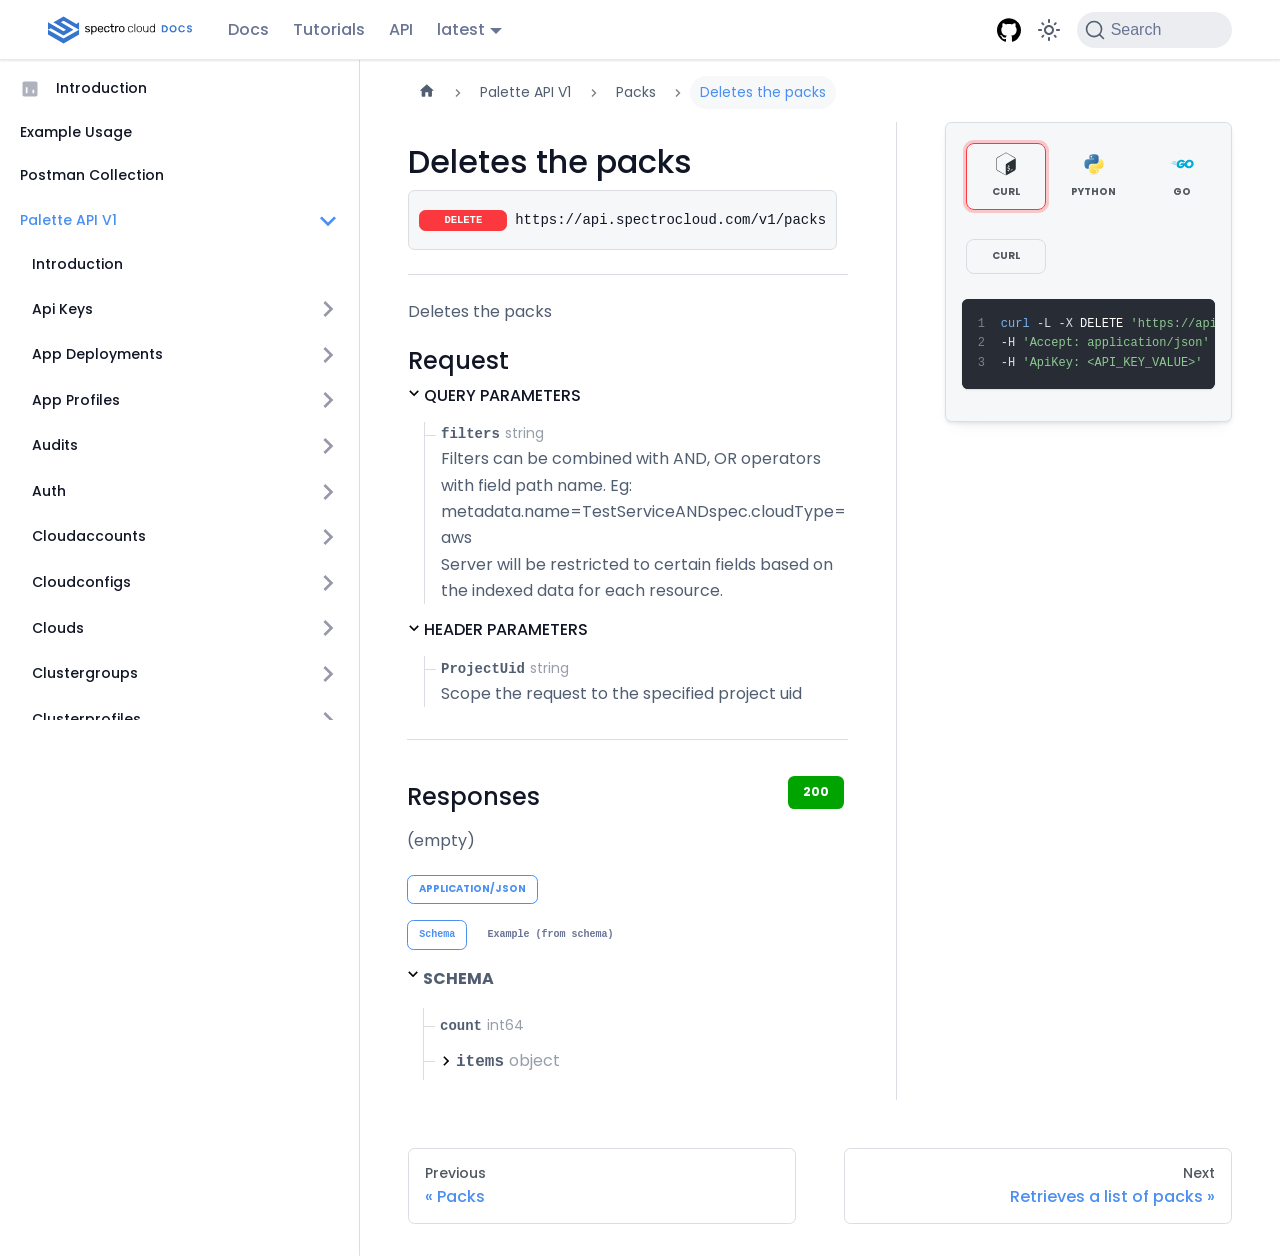 spectro cloud DOCS
Docs
Tutorials
API
latest
Search
Introduction
Example Usage
Postman Collection
Palette API V1
Introduction
Api Keys
App Deployments
App Profiles
Audits
Auth
Cloudaccounts
Cloudconfigs
Clouds
Clustergroups
Clusterprofiles
Palette API V1
Packs
Deletes the packs
Deletes the packs
DELETE https://api.spectrocloud.com/v1/packs
Deletes the packs
Request
QUERY PARAMETERS
filters string
Filters can be combined with AND, OR operators
with field path name. Eg:
metadata.name=TestServiceANDspec.cloudType=
aws
Server will be restricted to certain fields based on
the indexed data for each resource.
HEADER PARAMETERS
ProjectUid string
Scope the request to the specified project uid
Responses
200
(empty)
APPLICATION/JSON
Schema
Example (from schema)
SCHEMA
count int64
items object
CURL
PYTHON
GO
GO
CURL
1 curl -L -X DELETE 'https://api
2 -H 'Accept: application/json'
3 -H 'ApiKey: <API_KEY_VALUE>'
Previous
« Packs
Next
Retrieves a list of packs »